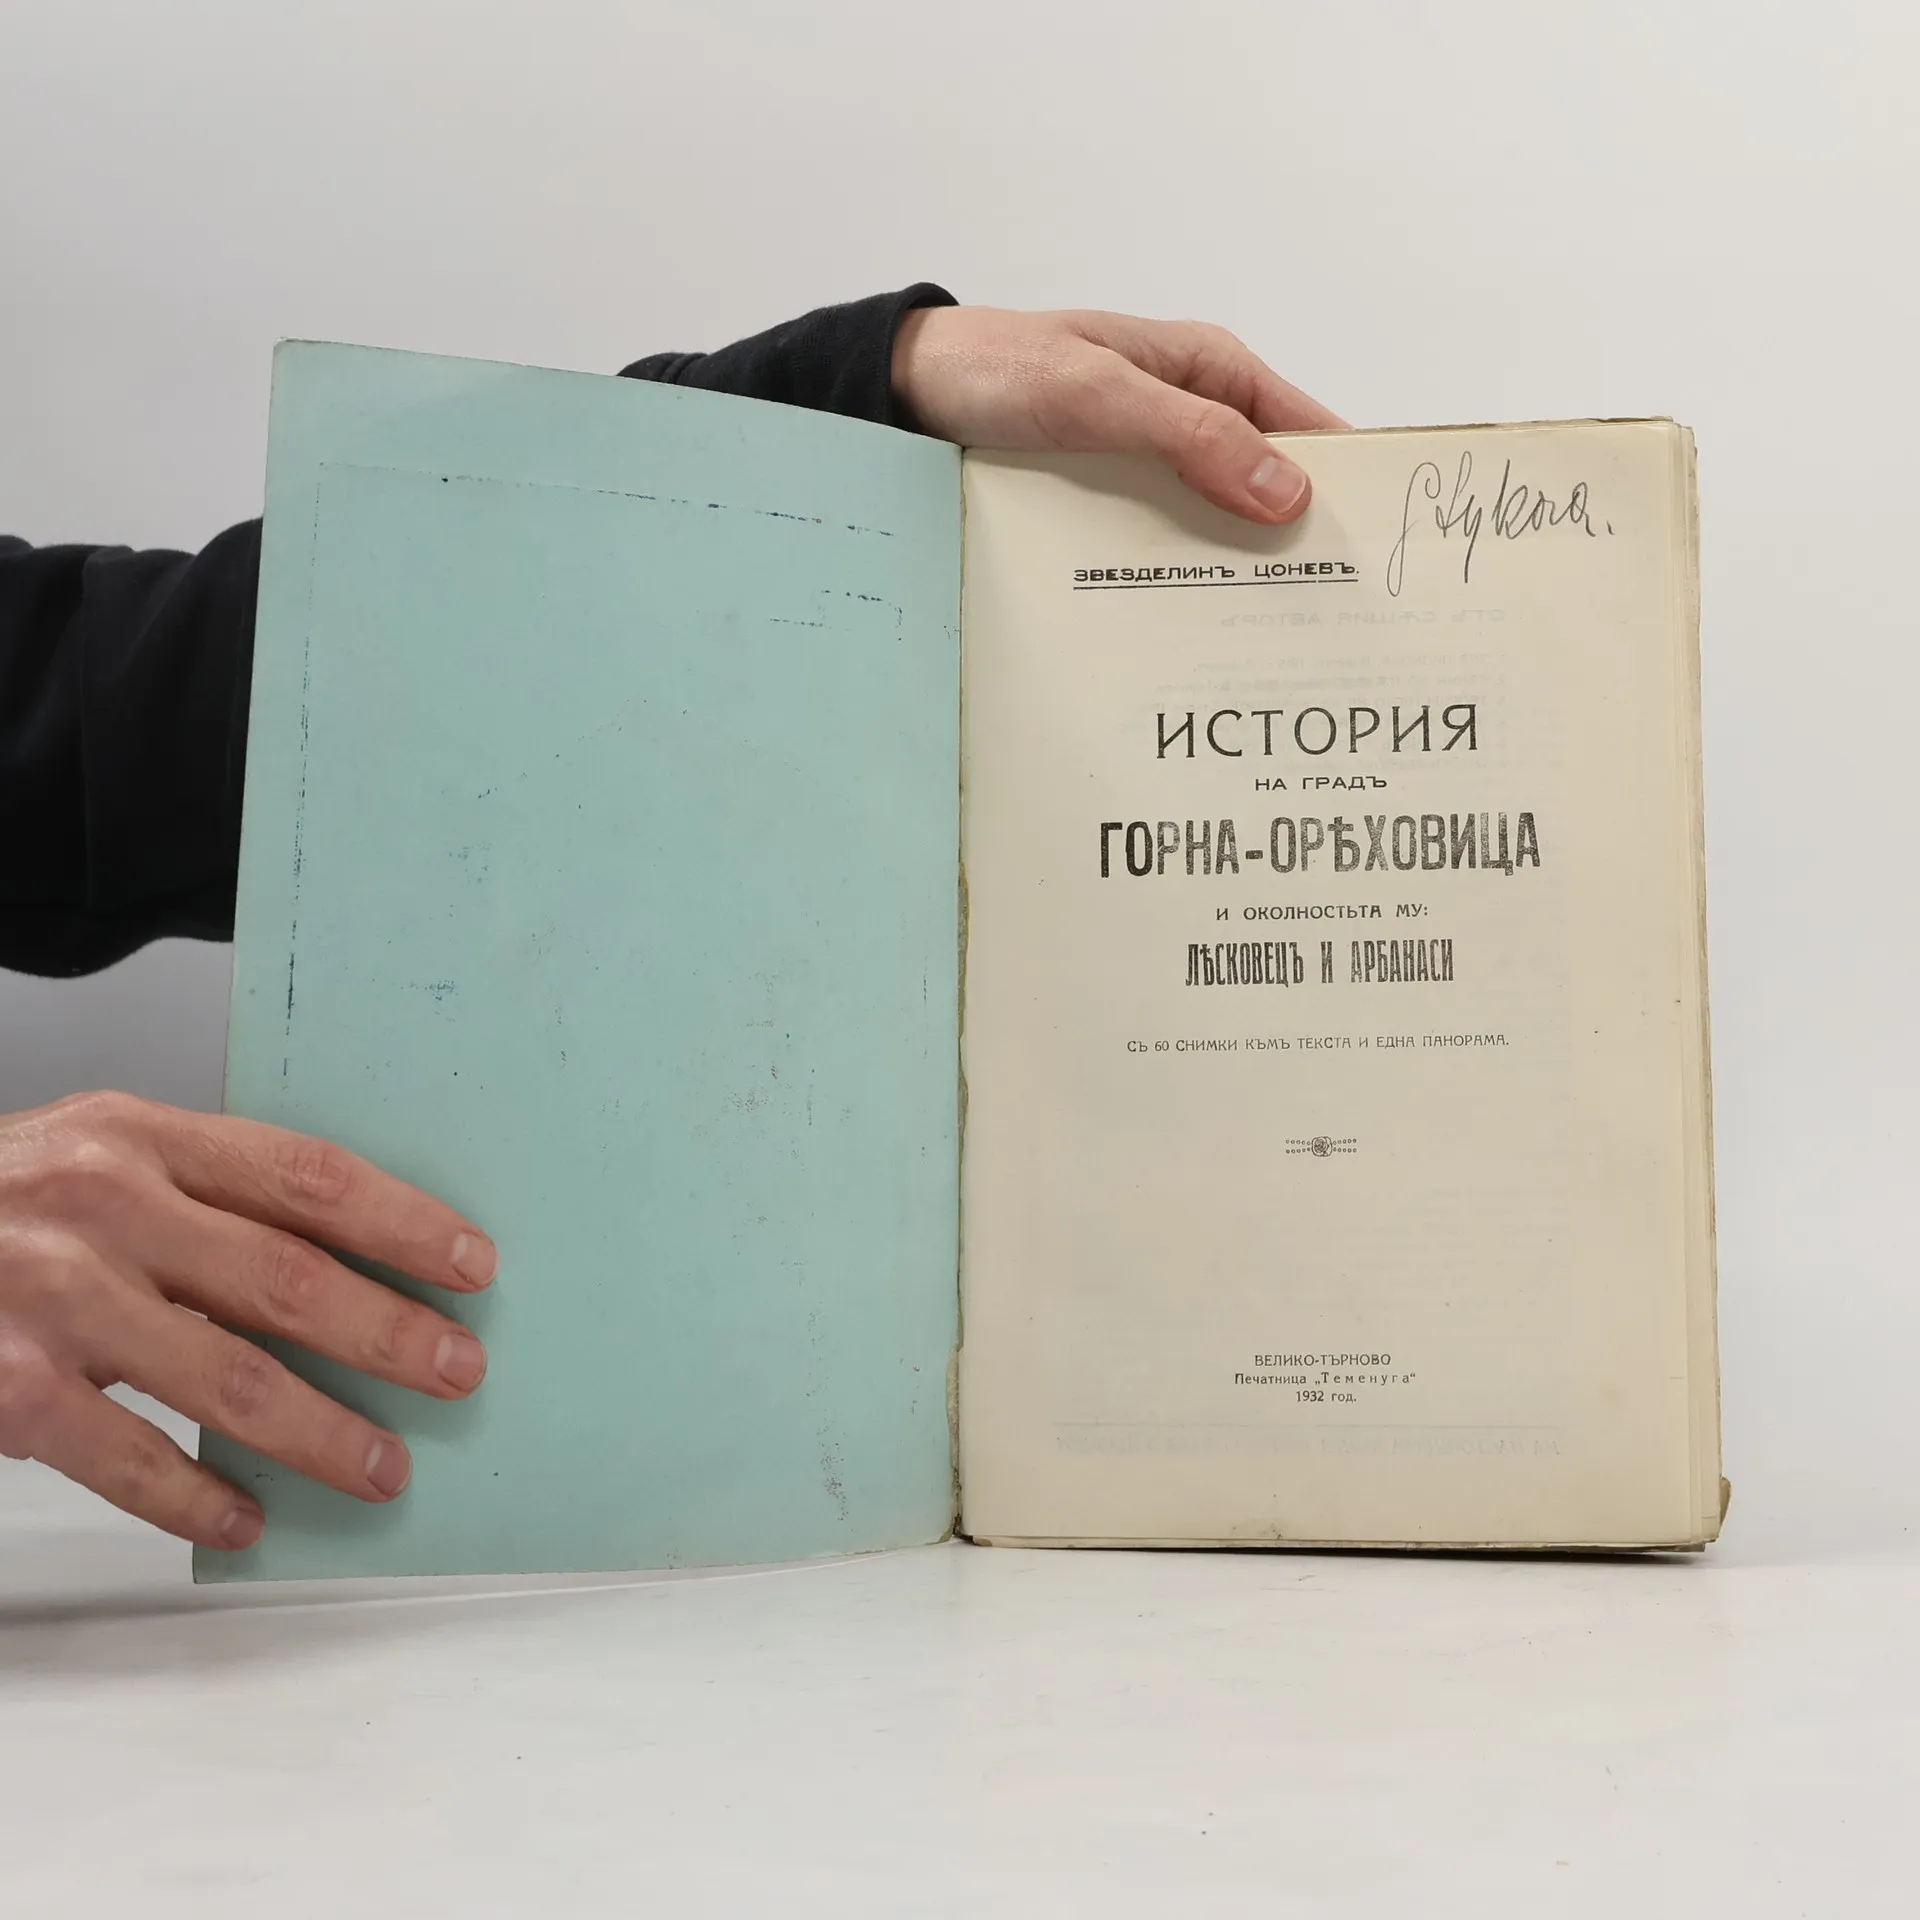 ЗВЕЗДЕЛИНЪ ЦОНЕВЪ.
ИСТОРИЯ
НА ГРАДЪ
ГОРНА-ОРѢХОВИЦА
И ОКОЛНОСТЬТА МУ:
ЛѢСКОВЕЦЪ И АРБАНАСИ
СЪ 60 СНИМКИ КЪМЪ ТЕКСТА И ЕДНА ПАНОРАМА.
ВЕЛИКО-ТЪРНОВО
Печатница „Теменуга“
1932 год.